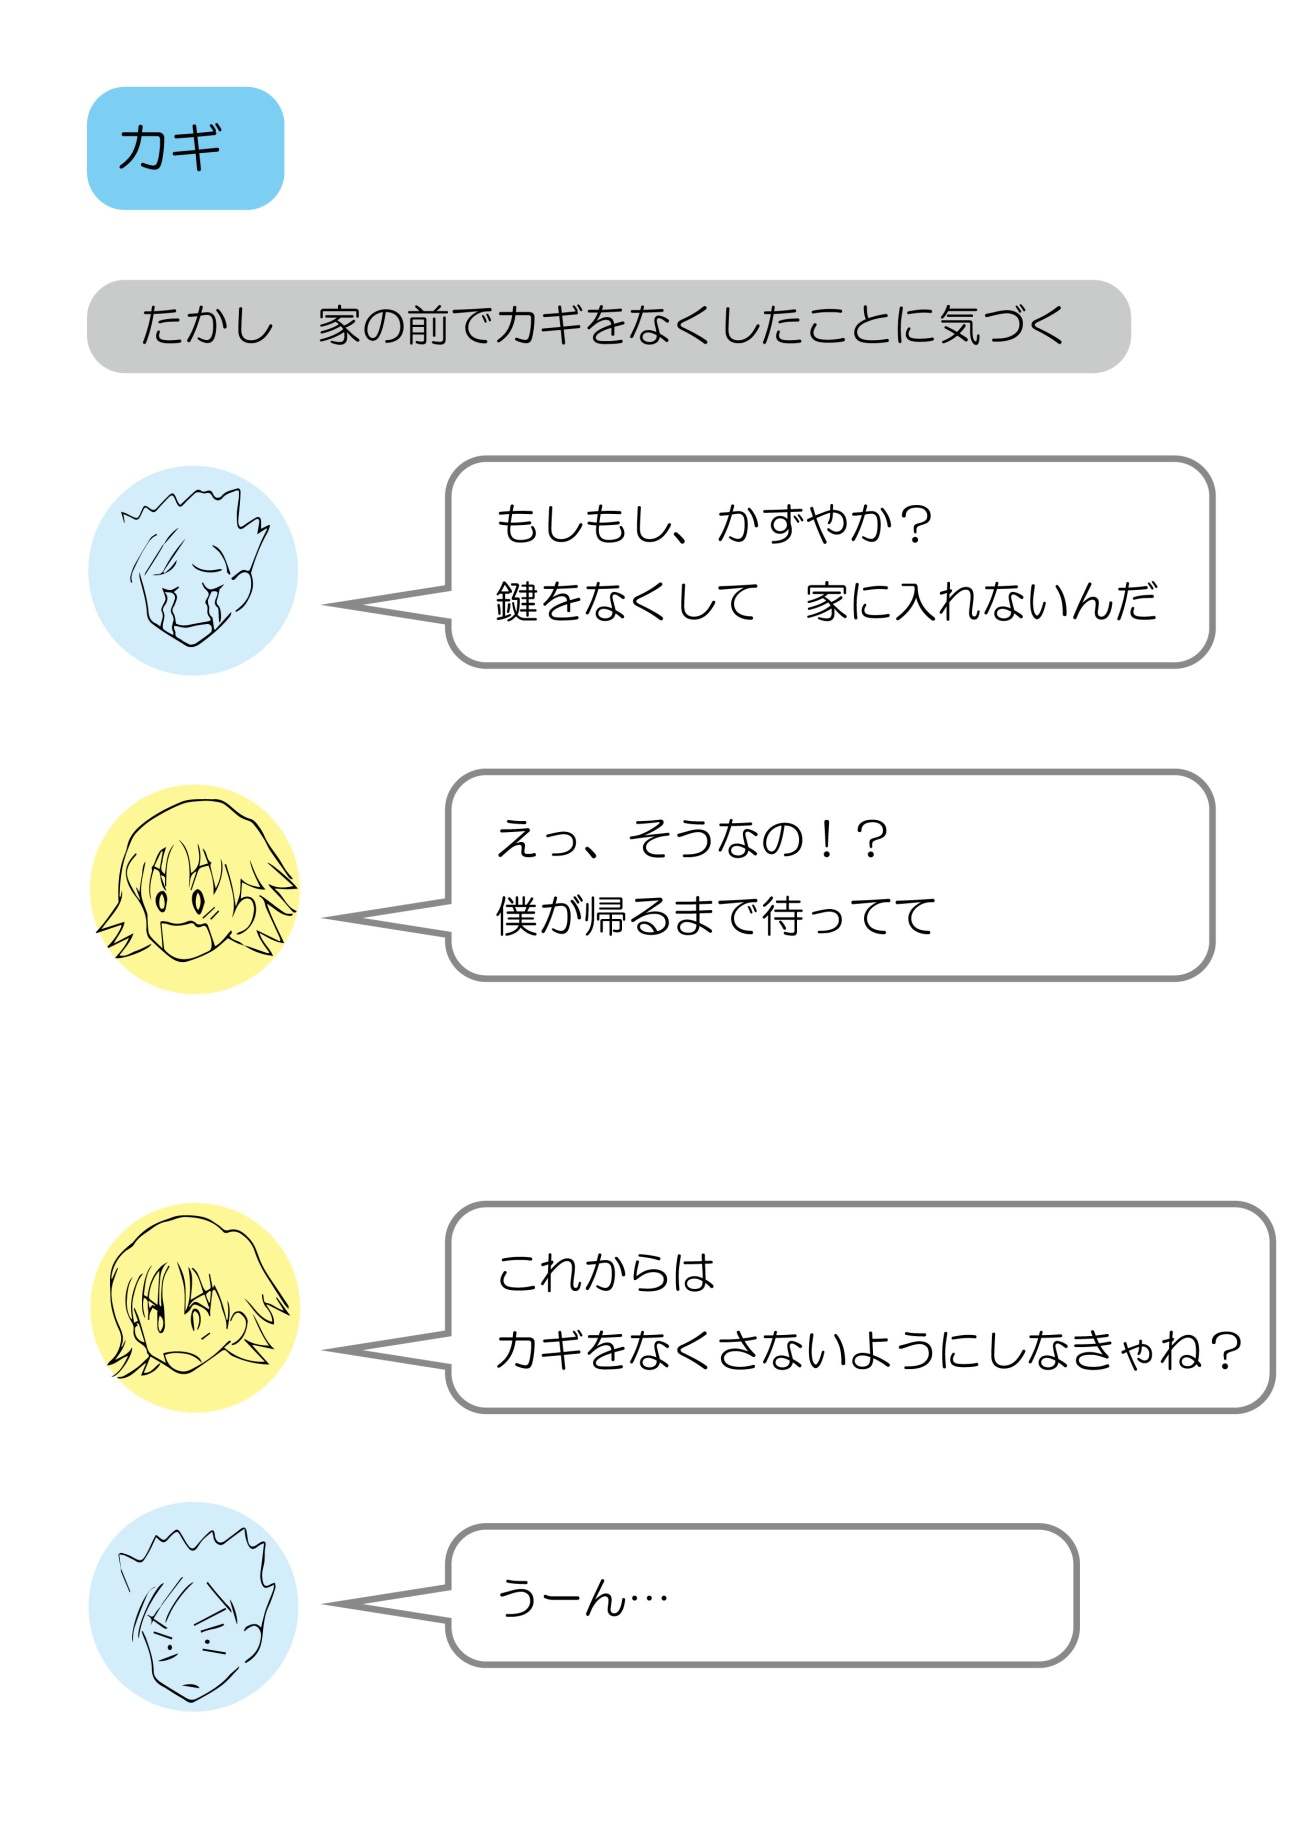 カギ
たかし　家の前でカギをなくしたことに気づく
もしもし、かずやか？
鍵をなくして　家に入れないんだ
えっ、そうなの！？
僕が帰るまで待ってて
これからは
カギをなくさないようにしなきゃね？
うーん…